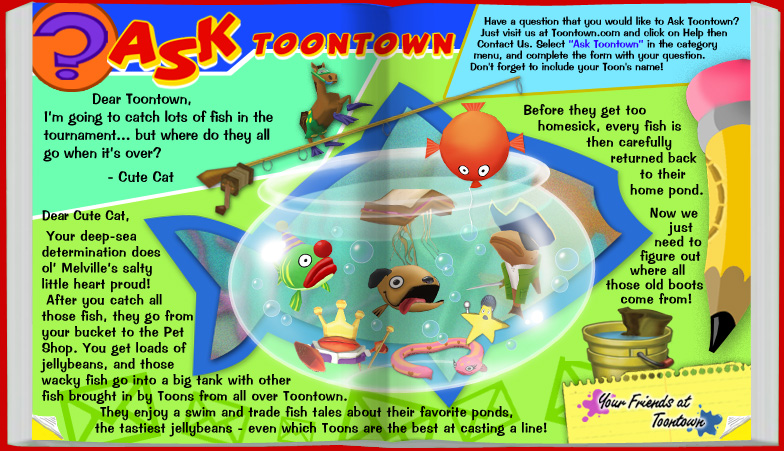 ASK TOONTOWN
Have a question that you would like to Ask Toontown?
Just visit us at Toontown.com and click on Help then
Contact Us. Select "Ask Toontown" in the category
menu, and complete the form with your question.
Don't forget to include your Toon's name!
Dear Toontown,
I'm going to catch lots of fish in the
tournament... but where do they all
go when it's over?
- Cute Cat
Dear Cute Cat,
Your deep-sea
determination does
ol' Melville's salty
little heart proud!
After you catch all
those fish, they go from
your bucket to the Pet
Shop. You get loads of
jellybeans, and those
wacky fish go into a big tank with other
fish brought in by Toons from all over Toontown.
They enjoy a swim and trade fish tales about their favorite ponds,
the tastiest jellybeans - even which Toons are the best at casting a line!
Before they get too
homesick, every fish is
then carefully
returned back
to their
home pond.
Now we
just
need to
figure out
where all
those old boots
come from!
Your Friends at
Toontown